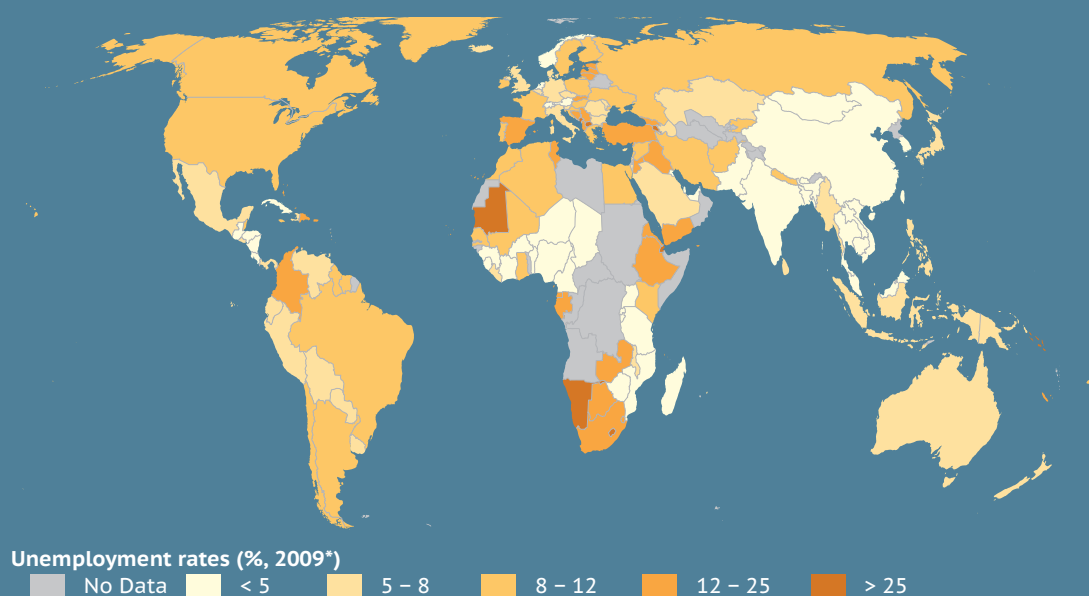 Unemployment rates (%, 2009*)
No Data < 5 5 – 8 8 – 12 12 – 25 > 25